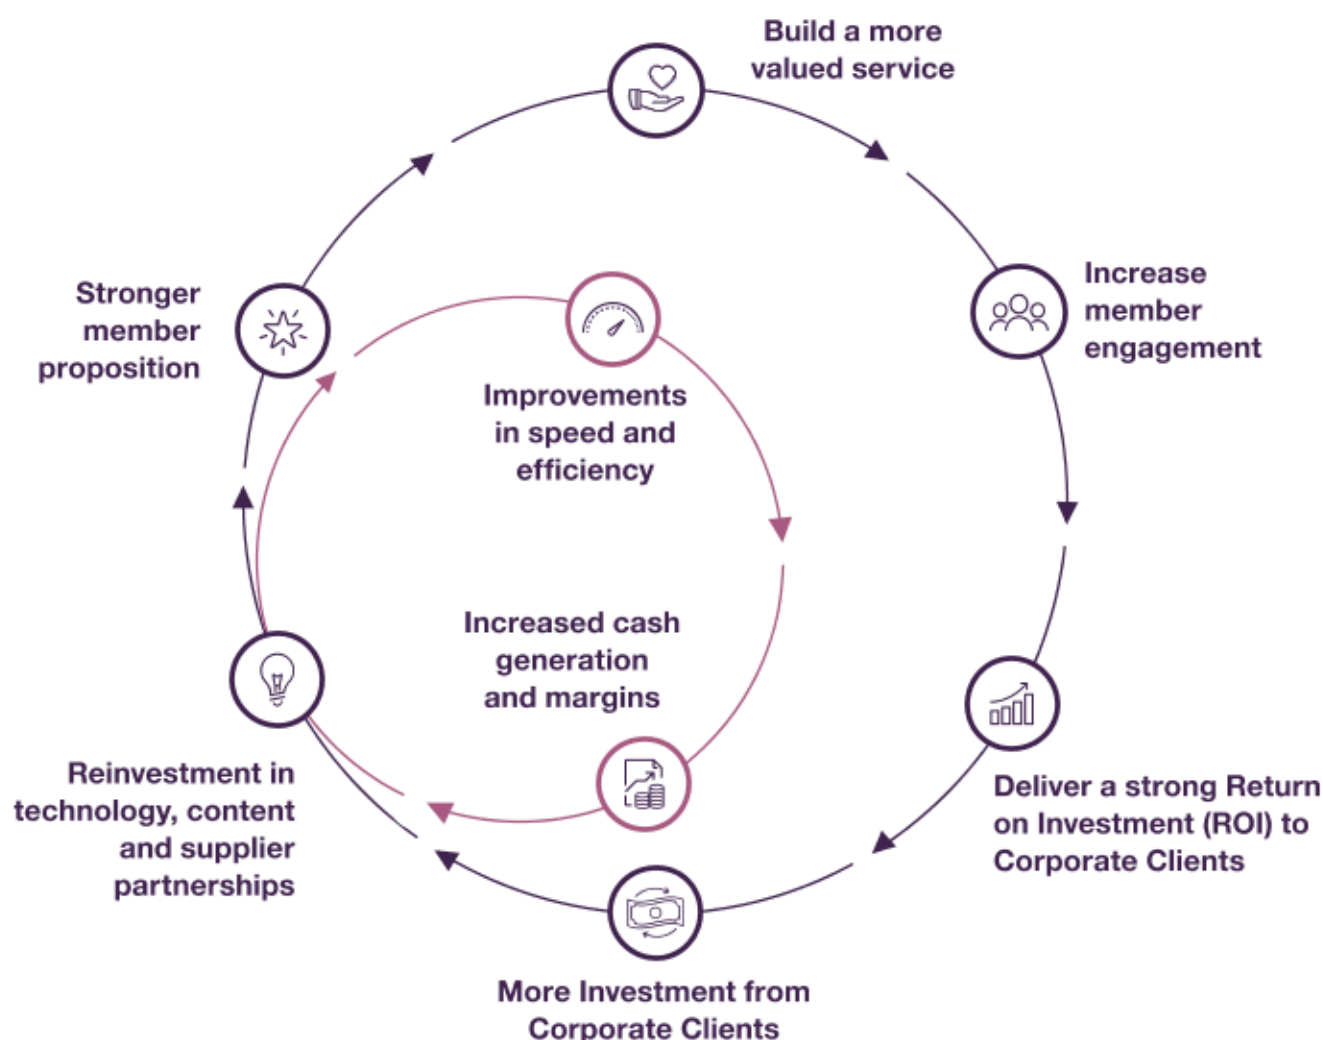 Build a more
valued service
Increase
member
engagement
Deliver a strong Return
on Investment (ROI) to
Corporate Clients
More Investment from
Corporate Clients
Reinvestment in
technology, content
and supplier
partnerships
Stronger
member
proposition
Improvements
in speed and
efficiency
Increased cash
generation
and margins